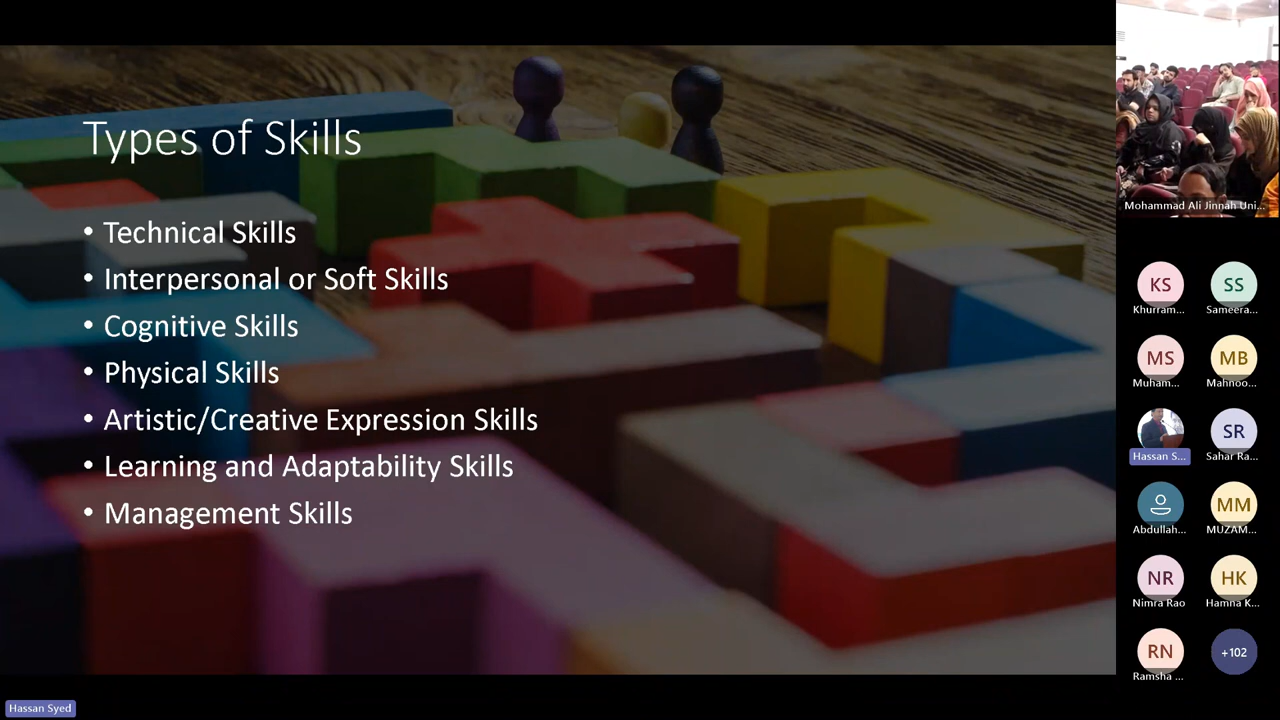 Types of Skills
• Technical Skills
• Interpersonal or Soft Skills
• Cognitive Skills
• Physical Skills
• Artistic/Creative Expression Skills
• Learning and Adaptability Skills
• Management Skills
Mohammad Ali Jinnah Uni...
KS SS
Khurram... Sameera...
MS MB
Muham... Mahnoo...
SR
Hassan S... Sahar Ra...
MM
Abdullah... MUZAM...
NR HK
Nimra Rao Hamna K...
RN +102
Ramsha ...
Hassan Syed